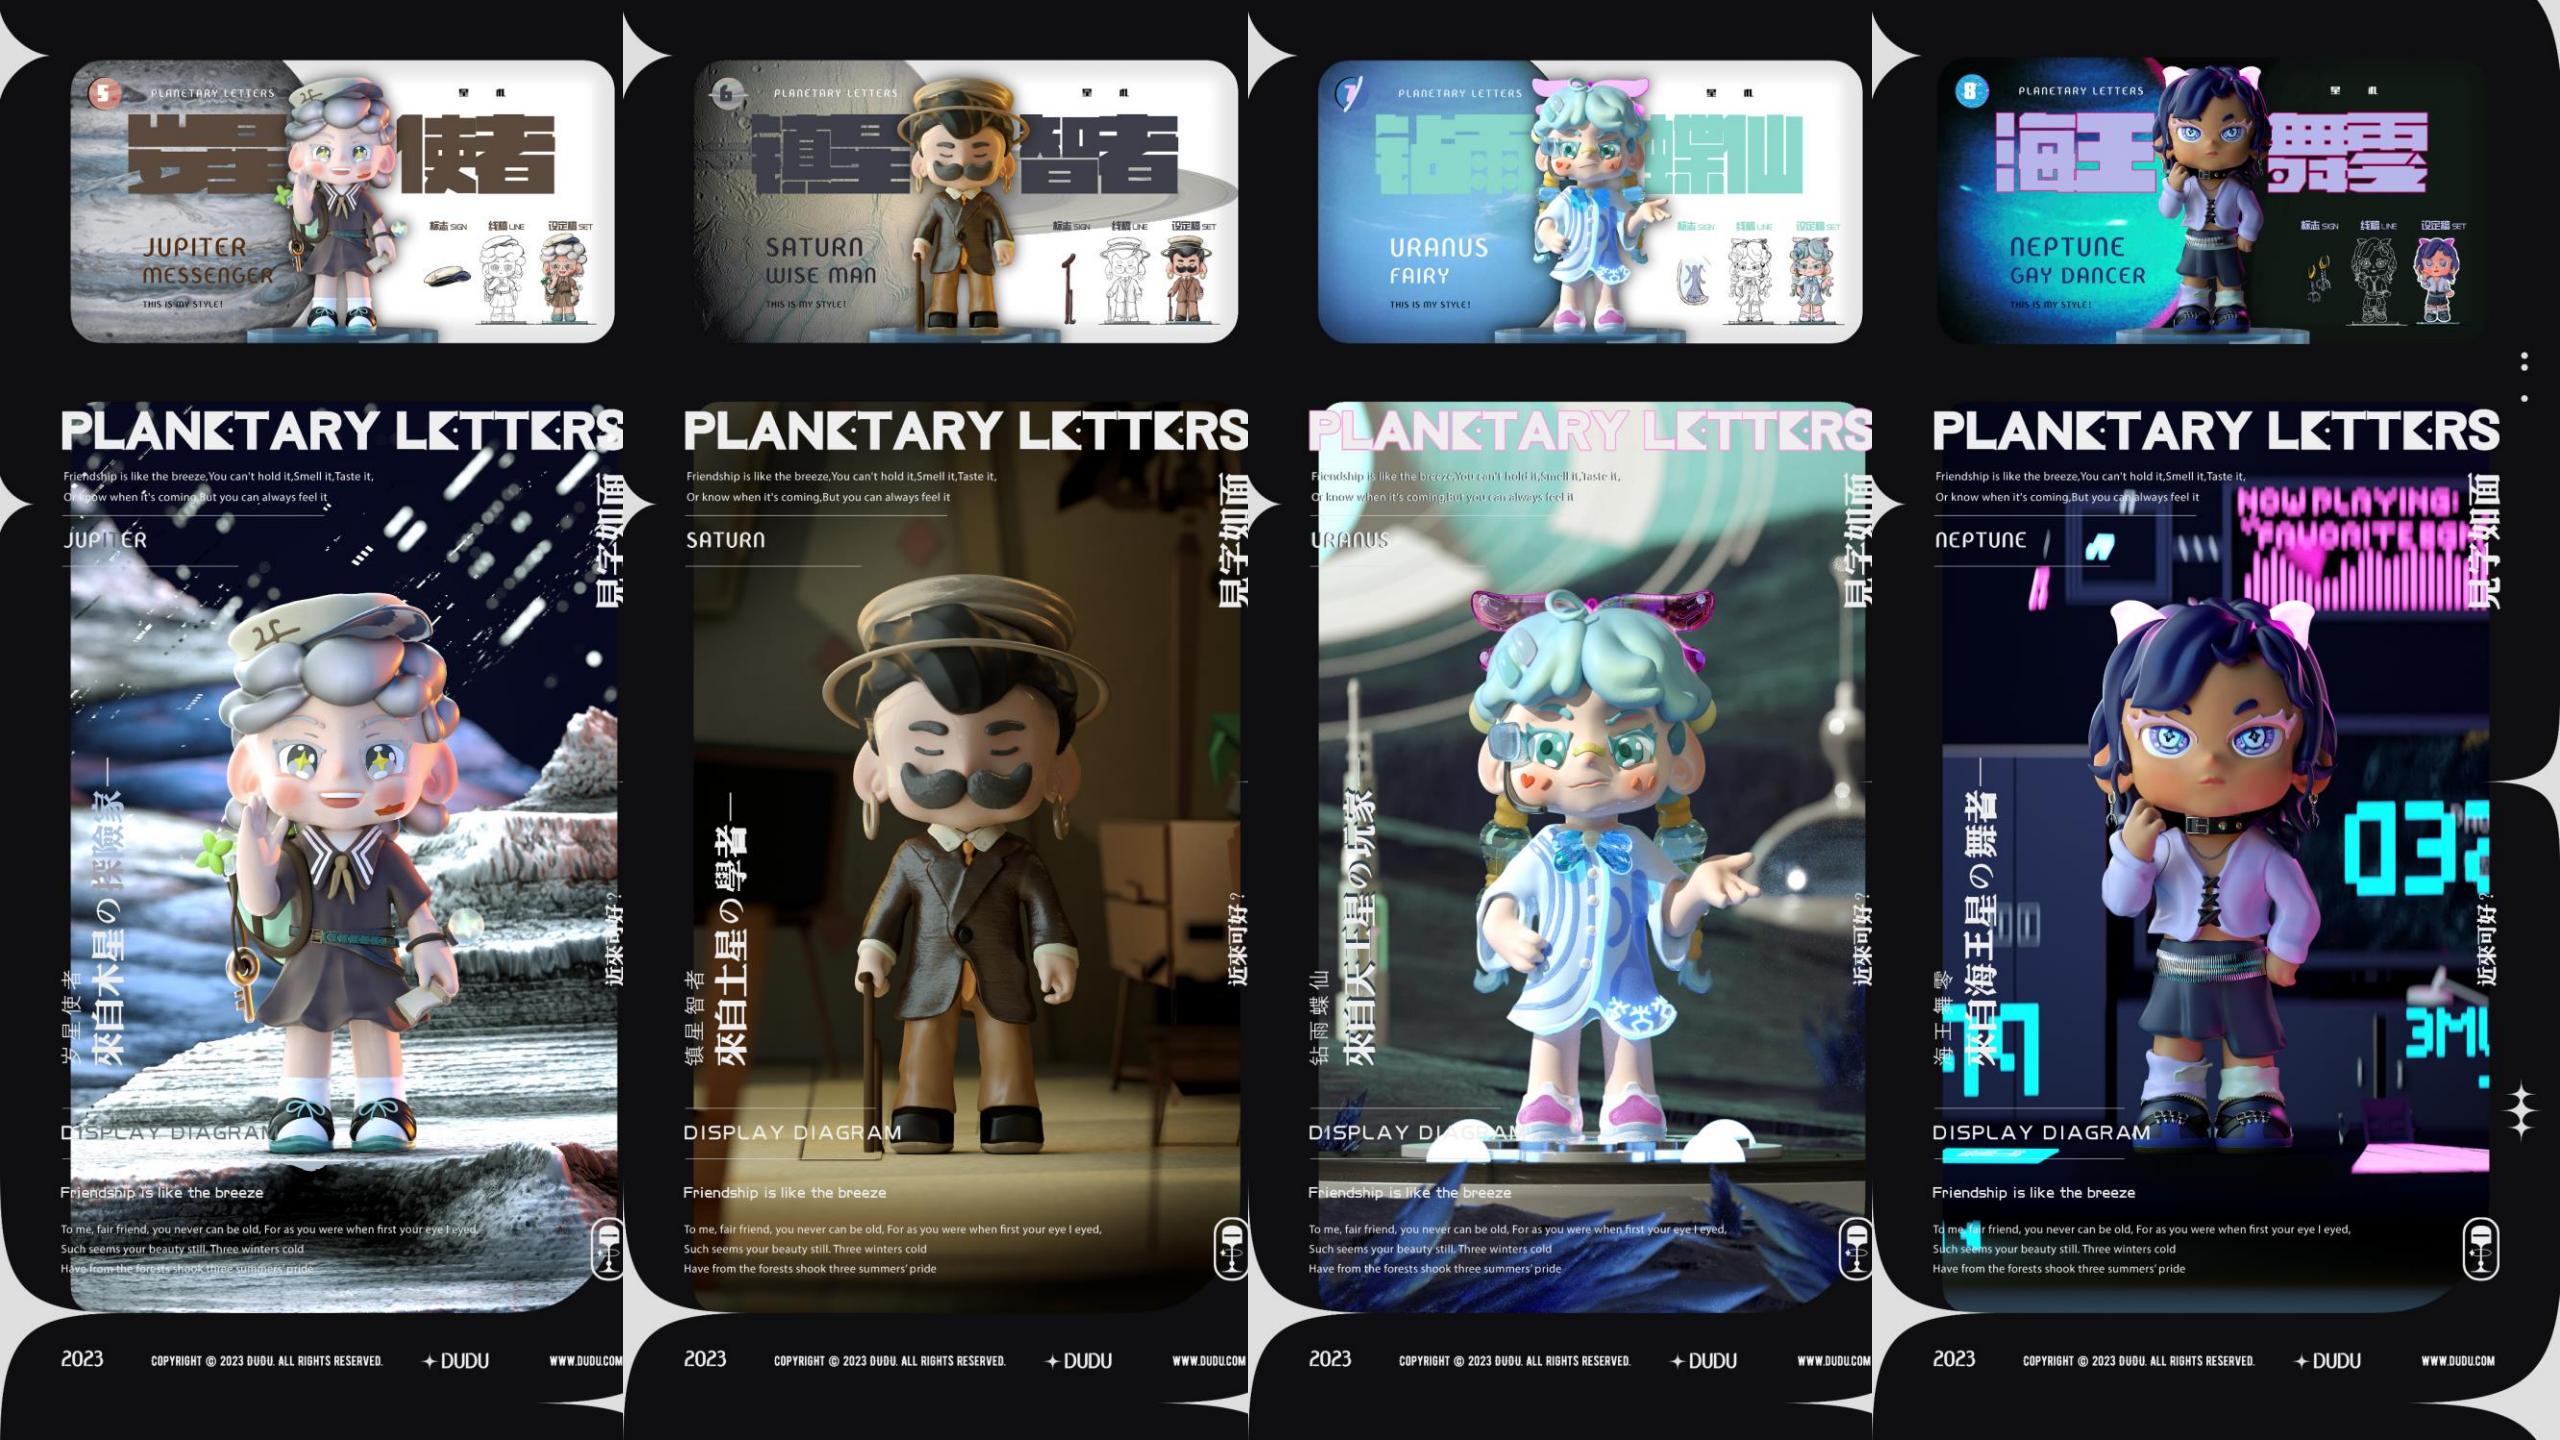 5
PLANETARY LETTERS
星 札
岁星使者
JUPITER
MESSENGER
THIS IS MY STYLE!
标志 SIGN 线稿 LINE 设定稿 SET
PLANETARY LETTERS
Friendship is like the breeze,You can't hold it,Smell it,Taste it,
Or know when it's coming,But you can always feel it
JUPITER
見字如面
來自木星の探險家
岁星使者
近來可好？
DISPLAY DIAGRAM
Friendship is like the breeze
To me, fair friend, you never can be old, For as you were when first your eye I eyed,
Such seems your beauty still. Three winters cold
Have from the forests shook three summers' pride
2023
COPYRIGHT © 2023 DUDU. ALL RIGHTS RESERVED.
DUDU
WWW.DUDU.COM
6
PLANETARY LETTERS
星 札
镇星智者
SATURN
WISE MAN
THIS IS MY STYLE!
标志 SIGN 线稿 LINE 设定稿 SET
PLANETARY LETTERS
Friendship is like the breeze,You can't hold it,Smell it,Taste it,
Or know when it's coming,But you can always feel it
SATURN
見字如面
來自土星の學者
镇星智者
近來可好？
DISPLAY DIAGRAM
Friendship is like the breeze
To me, fair friend, you never can be old, For as you were when first your eye I eyed,
Such seems your beauty still. Three winters cold
Have from the forests shook three summers' pride
2023
COPYRIGHT © 2023 DUDU. ALL RIGHTS RESERVED.
DUDU
WWW.DUDU.COM
7
PLANETARY LETTERS
星 札
钻雨蝶仙
URANUS
FAIRY
THIS IS MY STYLE!
标志 SIGN 线稿 LINE 设定稿 SET
PLANETARY LETTERS
Friendship is like the breeze,You can't hold it,Smell it,Taste it,
Or know when it's coming,But you can always feel it
URANUS
見字如面
來自天王星の玩家
钻雨蝶仙
近來可好？
DISPLAY DIAGRAM
Friendship is like the breeze
To me, fair friend, you never can be old, For as you were when first your eye I eyed,
Such seems your beauty still. Three winters cold
Have from the forests shook three summers' pride
2023
COPYRIGHT © 2023 DUDU. ALL RIGHTS RESERVED.
DUDU
WWW.DUDU.COM
8
PLANETARY LETTERS
星 札
海王舞零
NEPTUNE
GAY DANCER
THIS IS MY STYLE!
标志 SIGN 线稿 LINE 设定稿 SET
PLANETARY LETTERS
Friendship is like the breeze,You can't hold it,Smell it,Taste it,
Or know when it's coming,But you can always feel it
NEPTUNE
NOW PLAYING:
見字如面
來自海王星の舞者
海王舞零
近來可好？
DISPLAY DIAGRAM
Friendship is like the breeze
To me, fair friend, you never can be old, For as you were when first your eye I eyed,
Such seems your beauty still. Three winters cold
Have from the forests shook three summers' pride
2023
COPYRIGHT © 2023 DUDU. ALL RIGHTS RESERVED.
DUDU
WWW.DUDU.COM